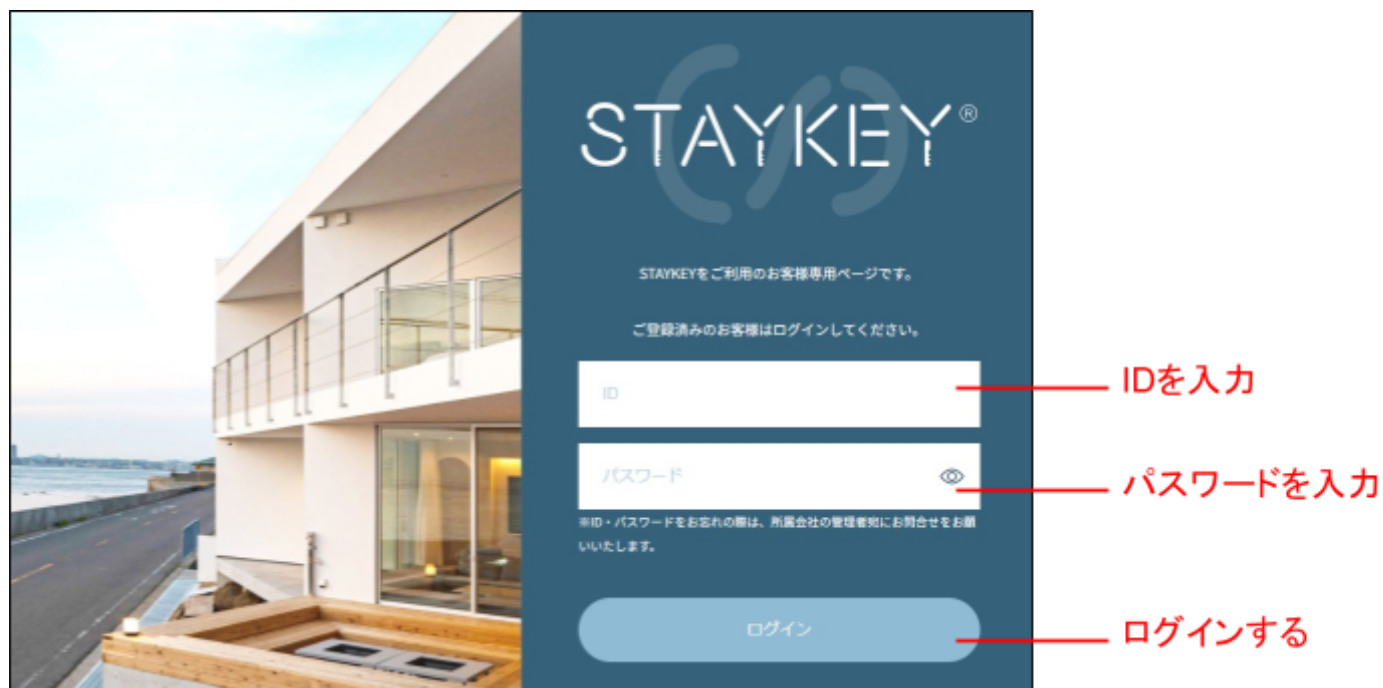 STAYKEY®
STAYKEYをご利用のお客様専用ページです。
ご登録済みのお客様はログインしてください。
ID
IDを入力
パスワード
パスワードを入力
※ID・パスワードをお忘れの際は、所属会社の管理者宛にお問合せをお願
いいたします。
ログイン
ログインする